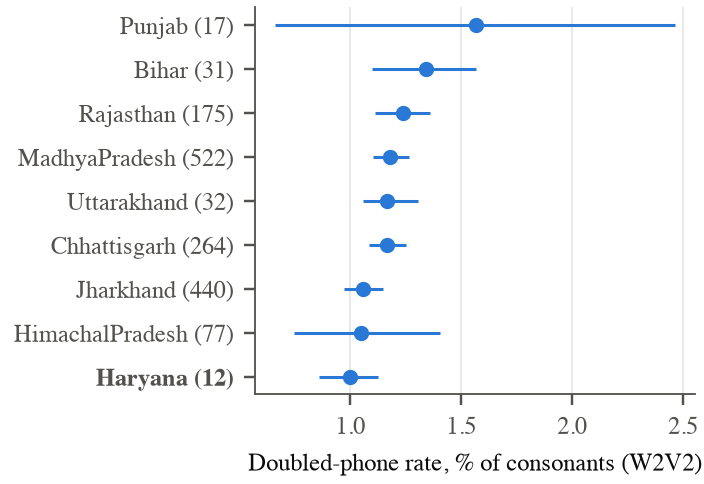 Punjab (17)
Bihar (31)
Rajasthan (175)
MadhyaPradesh (522)
Uttarakhand (32)
Chhattisgarh (264)
Jharkhand (440)
HimachalPradesh (77)
Haryana (12)
1.0 1.5 2.0 2.5
Doubled-phone rate, % of consonants (W2V2)